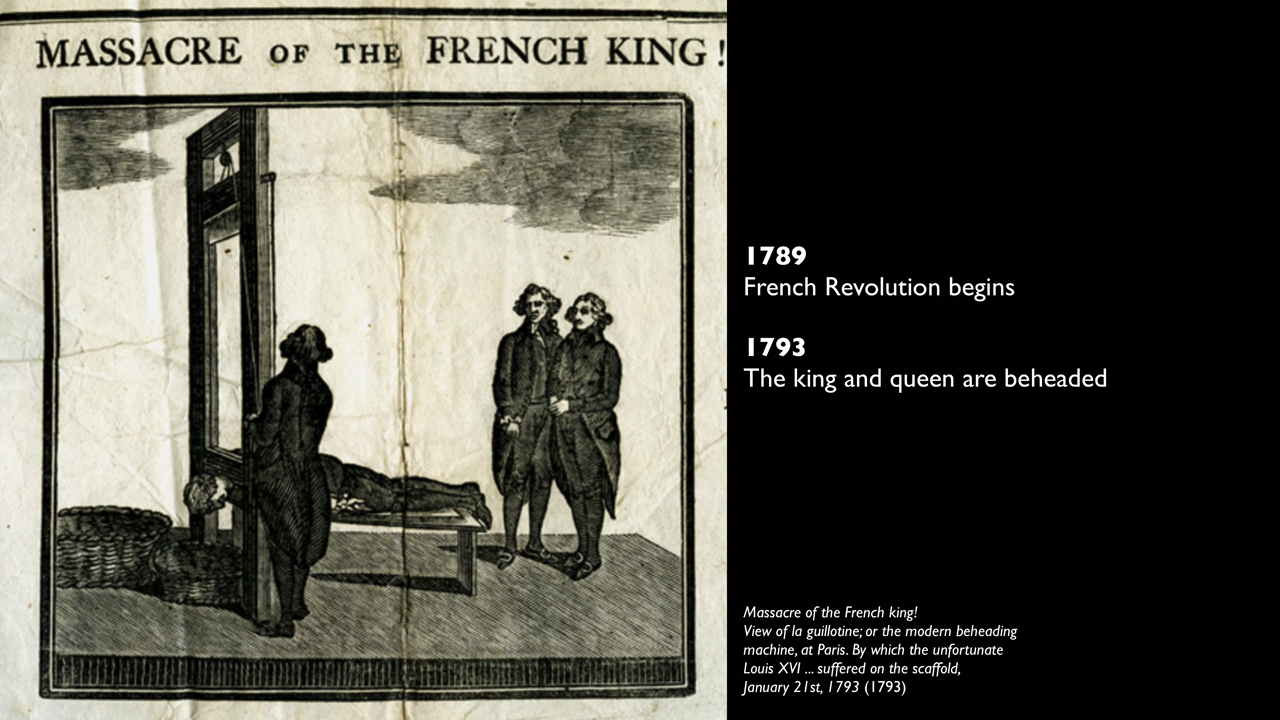 MASSACRE OF THE FRENCH KING!
1789
French Revolution begins
1793
The king and queen are beheaded
Massacre of the French king!
View of la guillotine; or the modern beheading
machine, at Paris. By which the unfortunate
Louis XVI ... suffered on the scaffold,
January 21st, 1793 (1793)